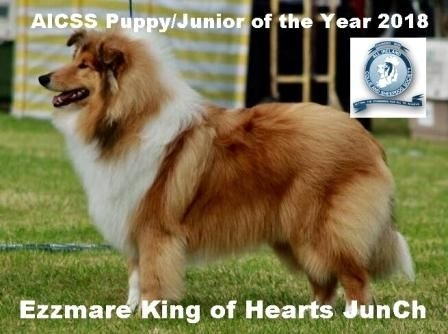 AICSS Puppy/Junior of the Year 2018
Ezzmare King of Hearts JunCh